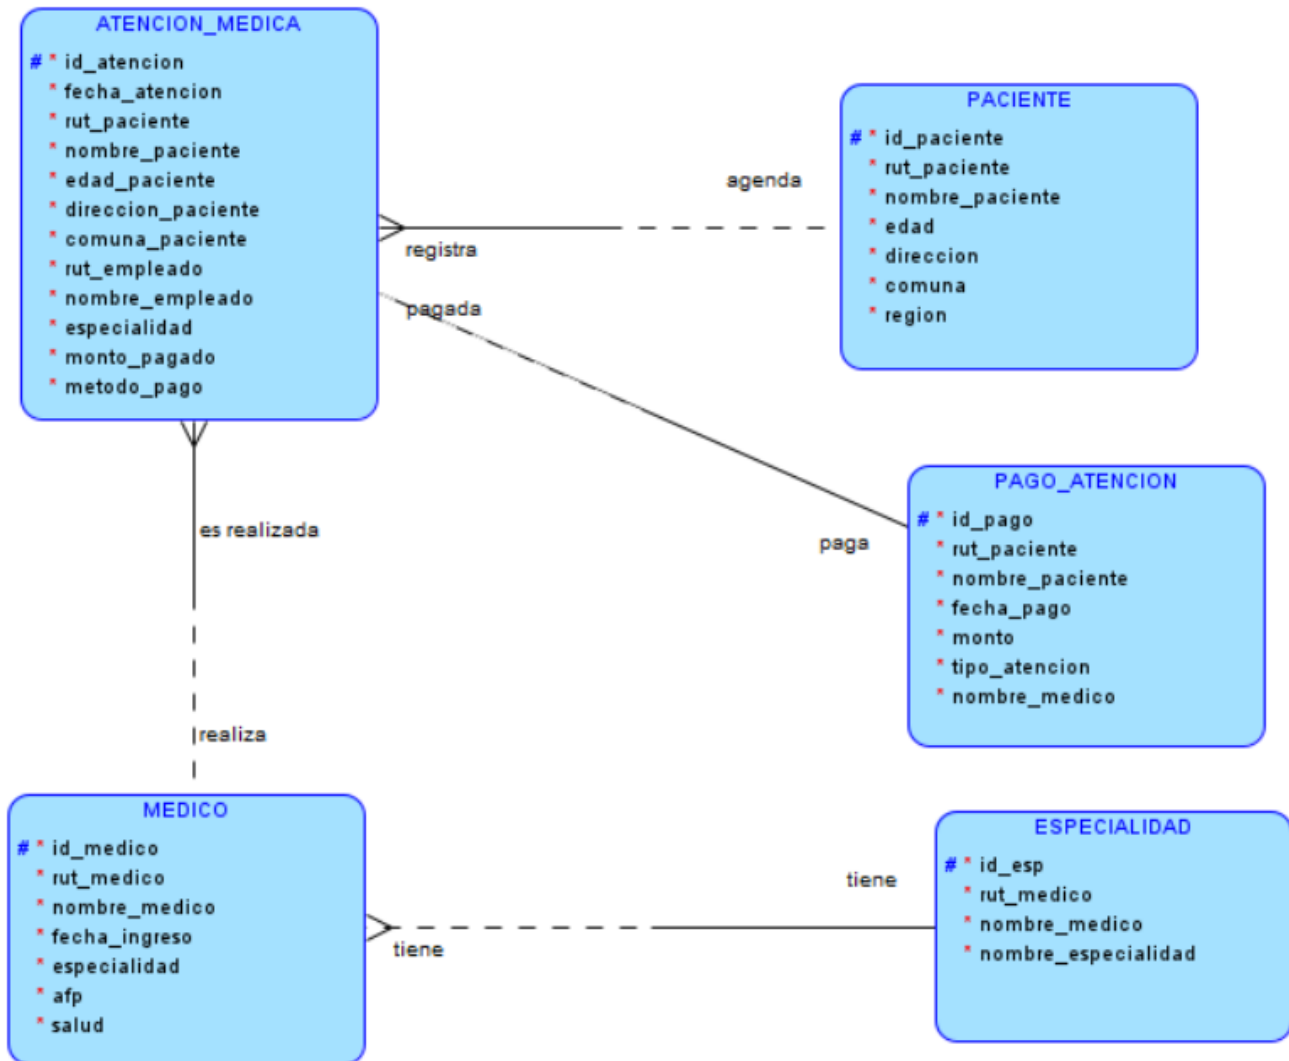 ATENCION_MEDICA
# * id_atencion
* fecha_atencion
* rut_paciente
* nombre_paciente
* edad_paciente
* direccion_paciente
* comuna_paciente
* rut_empleado
* nombre_empleado
* especialidad
* monto_pagado
* metodo_pago
PACIENTE
# * id_paciente
* rut_paciente
* nombre_paciente
* edad
* direccion
* comuna
* region
agenda
registra
pagada
paga
PAGO_ATENCION
# * id_pago
* rut_paciente
* nombre_paciente
* fecha_pago
* monto
* tipo_atencion
* nombre_medico
es realizada
realiza
MEDICO
# * id_medico
* rut_medico
* nombre_medico
* fecha_ingreso
* especialidad
* afp
* salud
tiene
tiene
ESPECIALIDAD
# * id_esp
* rut_medico
* nombre_medico
* nombre_especialidad